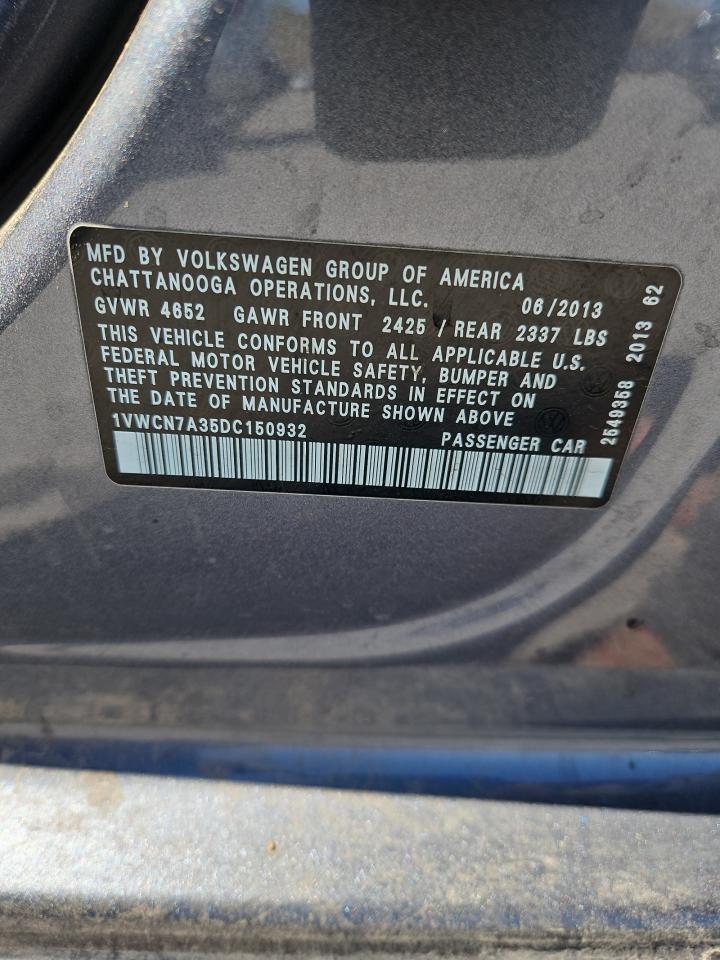 MFD BY VOLKSWAGEN GROUP OF AMERICA
CHATTANOOGA OPERATIONS, LLC. 06/2013
GVWR 4652 GAWR FRONT 2425 / REAR 2337 LBS
THIS VEHICLE CONFORMS TO ALL APPLICABLE U.S.
FEDERAL MOTOR VEHICLE SAFETY, BUMPER AND
THEFT PREVENTION STANDARDS IN EFFECT ON
THE DATE OF MANUFACTURE SHOWN ABOVE
1VWCN7A35DC150932 PASSENGER CAR
2549358 2013 62